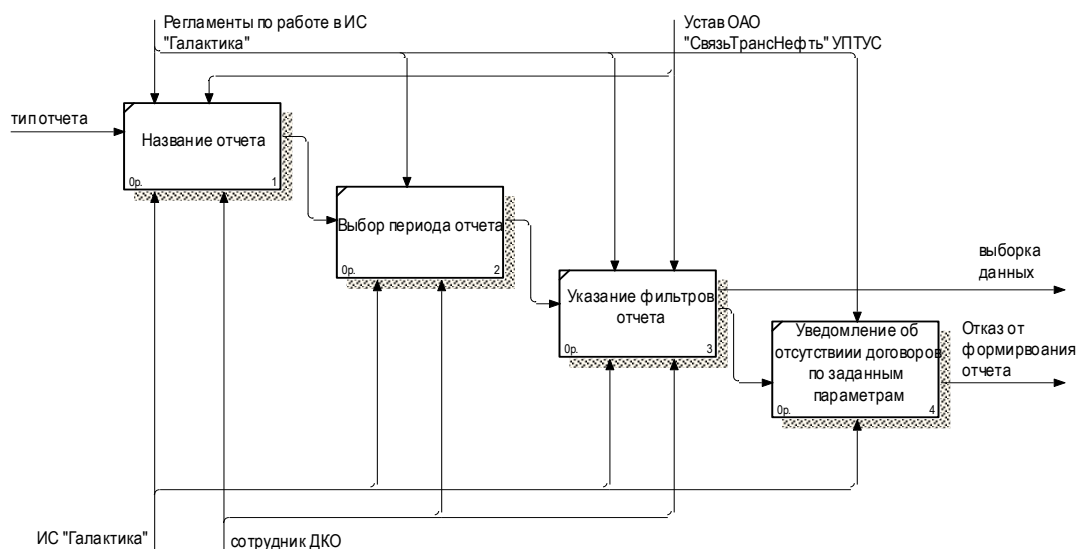 Регламенты по работе в ИС
"Галактика"
Устав ОАО
"СвязьТрансНефть" УПТУС
тип отчета
Название отчета
0р.
1
Выбор периода отчета
0р.
2
Указание фильтров
отчета
0р.
3
выборка
данных
Уведомление об
отсутствиии договоров
по заданным
параметрам
0р.
4
Отказ от
формирвоания
отчета
ИС "Галактика"
сотрудник ДКО